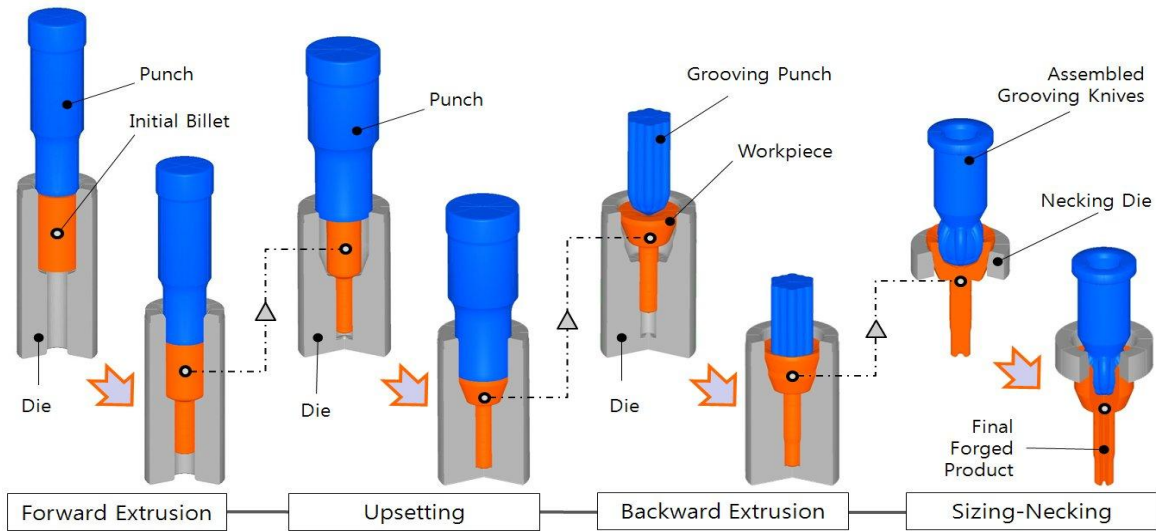 Punch
Initial Billet
Die
Punch
Die
Grooving Punch
Workpiece
Die
Assembled
Grooving Knives
Necking Die
Final
Forged
Product
Forward Extrusion
Upsetting
Backward Extrusion
Sizing-Necking